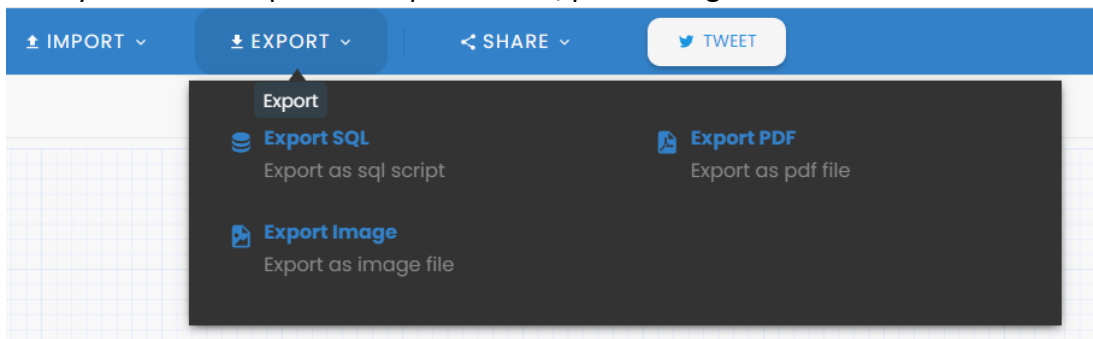 IMPORT
EXPORT
SHARE
TWEET
Export
Export SQL
Export as sql script
Export PDF
Export as pdf file
Export Image
Export as image file